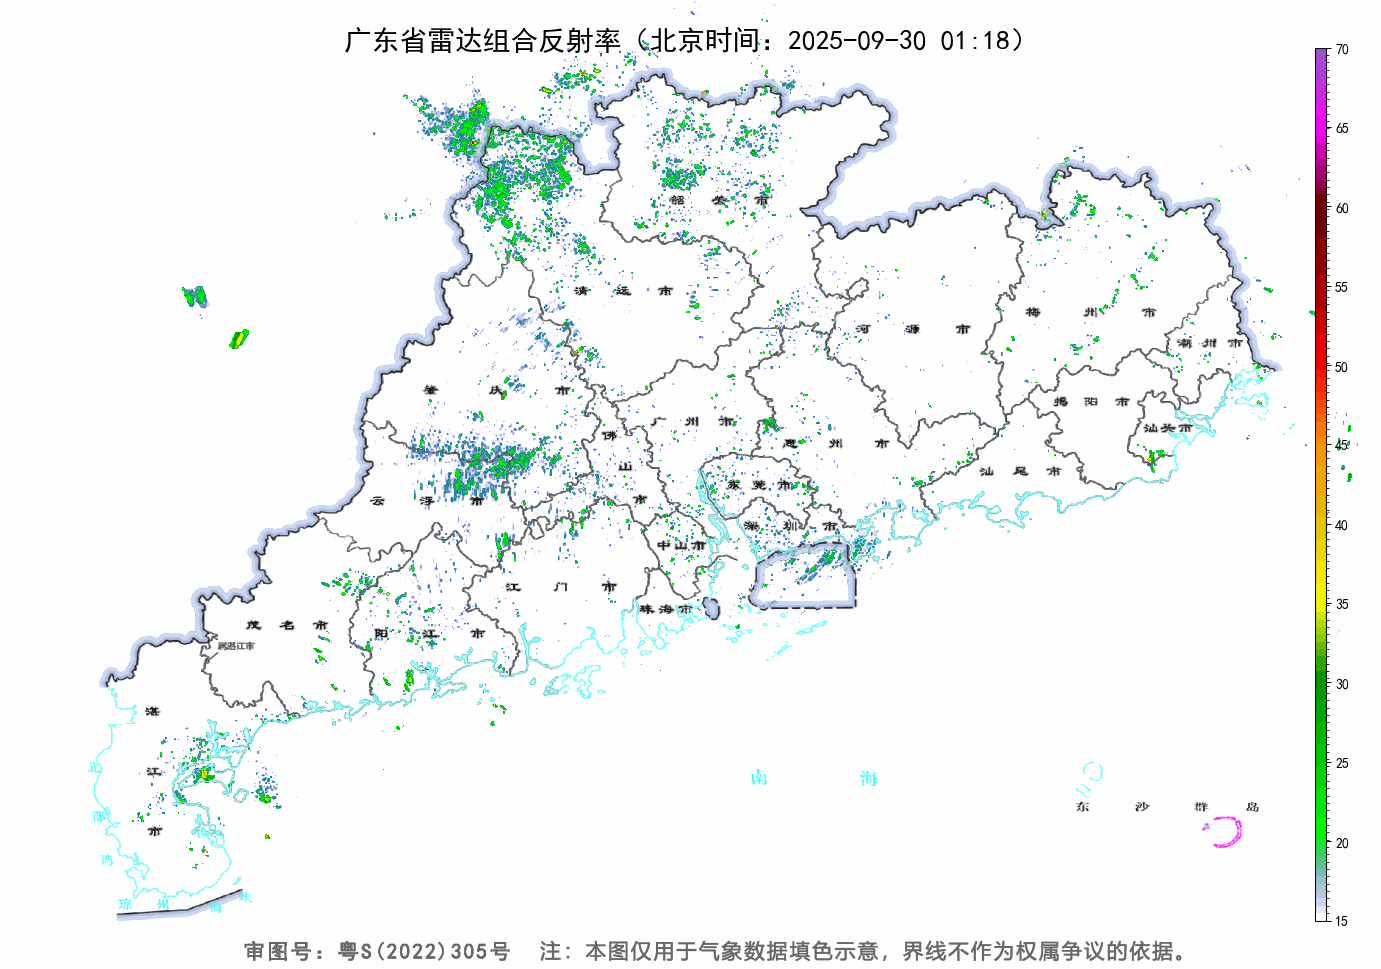 广东省雷达组合反射率（北京时间：2025-09-30 01:18）
70
65
60
55
50
45
40
35
30
25
20
15
韶关市
清远市
河源市
梅州市
潮州市
肇庆市
广州市
佛山市
惠州市
揭阳市
汕头市
汕尾市
云浮市
东莞市
深圳市
中山市
江门市
珠海市
茂名市
阳江市
属湛江市
湛江市
北部湾
琼州海峡
南海
东沙群岛
审图号：粤S(2022)305号 注：本图仅用于气象数据填色示意，界线不作为权属争议的依据。